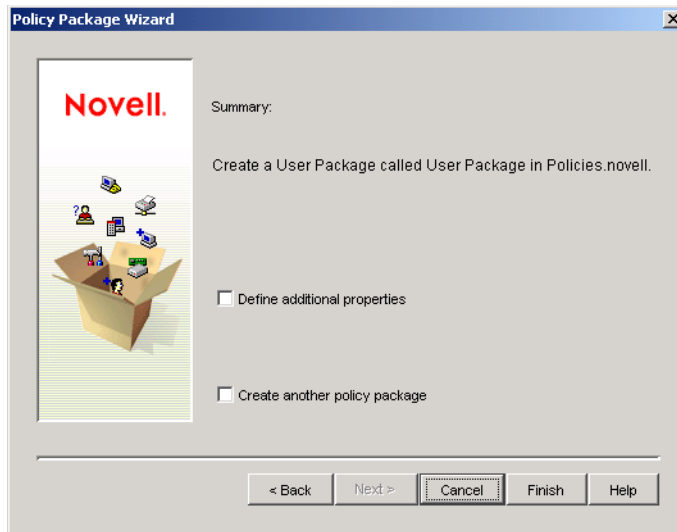 Policy Package Wizard
Novell.
Summary:
Create a User Package called User Package in Policies.novell.
Define additional properties
Create another policy package
< Back Next > Cancel Finish Help